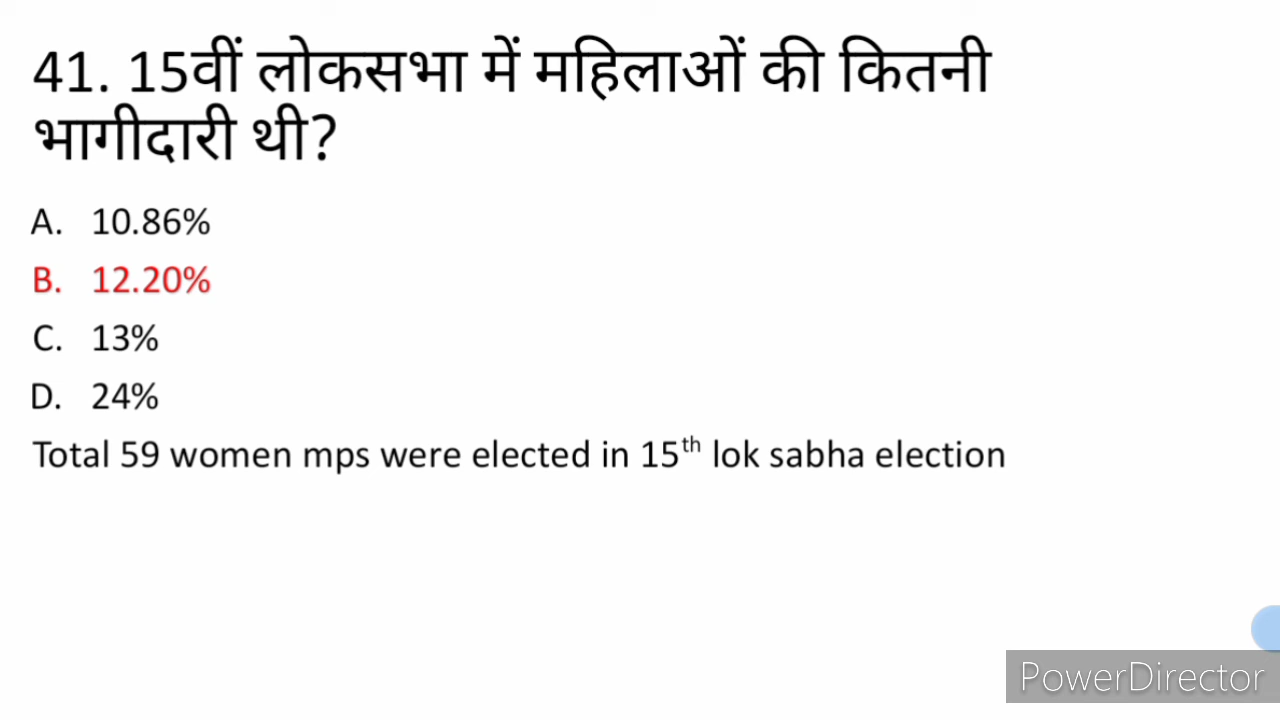 41. 15वीं लोकसभा में महिलाओं की कितनी
भागीदारी थी?
A. 10.86%
B. 12.20%
C. 13%
D. 24%
Total 59 women mps were elected in 15th lok sabha election
PowerDirector